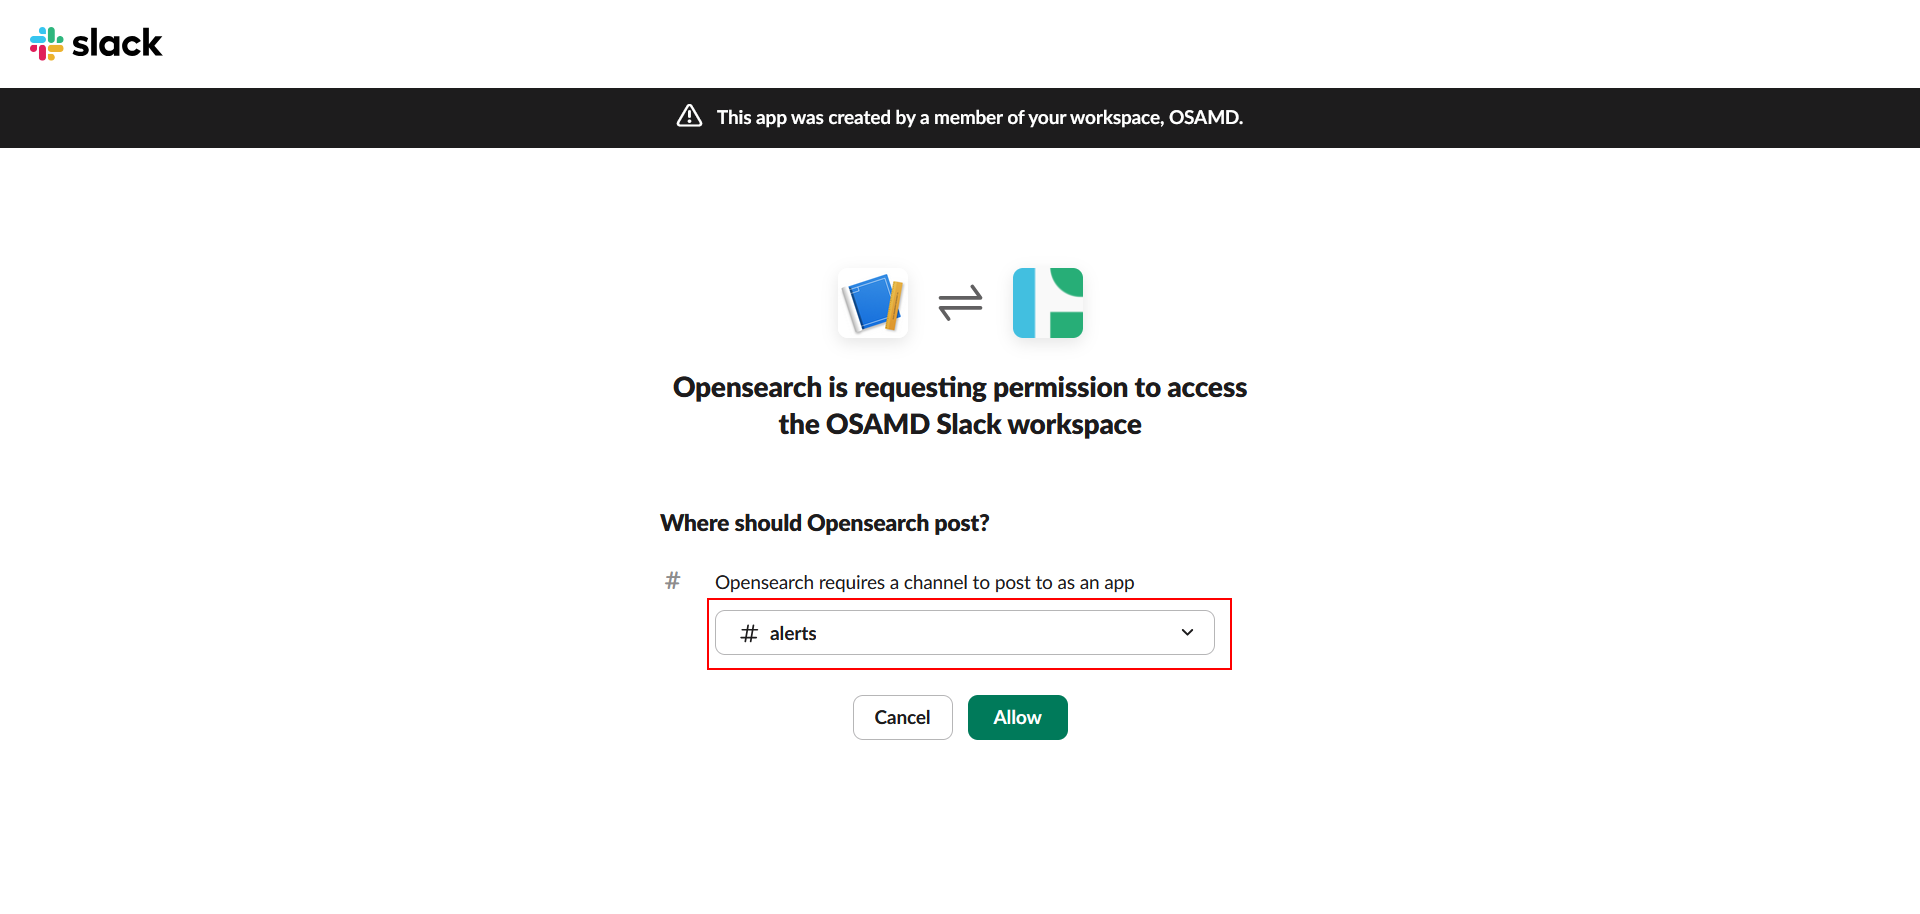 slack
This app was created by a member of your workspace, OSAMD.
Opensearch is requesting permission to access
the OSAMD Slack workspace
Where should Opensearch post?
# Opensearch requires a channel to post to as an app
# alerts
Cancel Allow